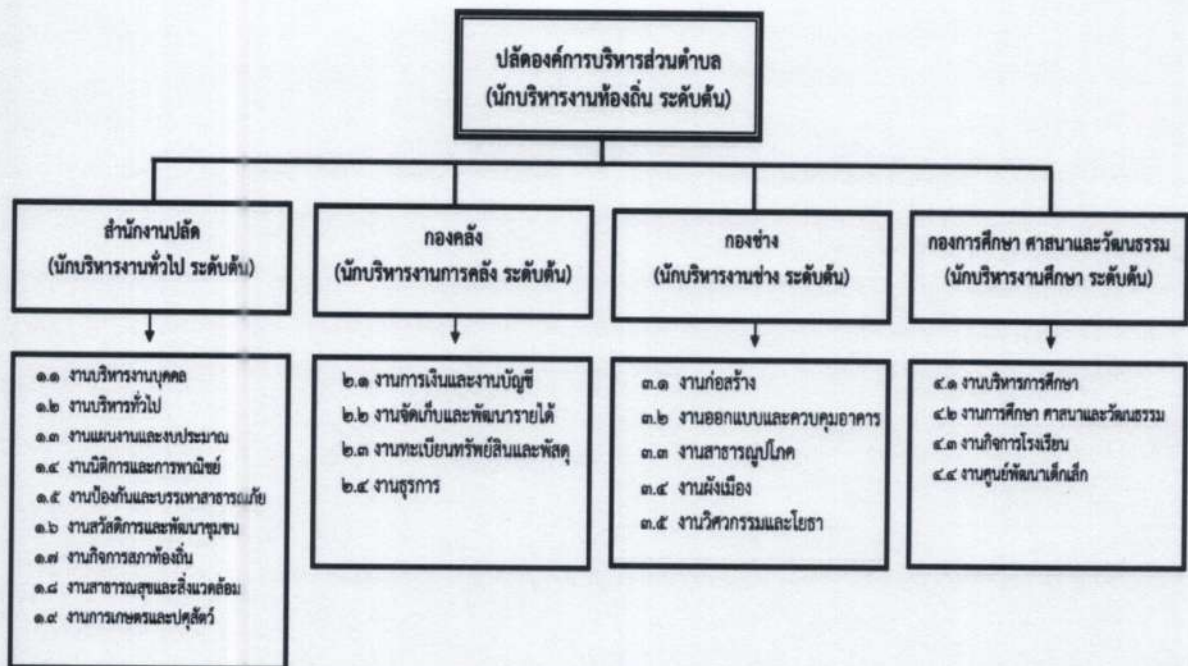 ปลัดองค์การบริหารส่วนตำบล
(นักบริหารงานท้องถิ่น ระดับต้น)
สำนักงานปลัด
(นักบริหารงานทั่วไป ระดับต้น)
กองคลัง
(นักบริหารงานการคลัง ระดับต้น)
กองช่าง
(นักบริหารงานช่าง ระดับต้น)
กองการศึกษา ศาสนาและวัฒนธรรม
(นักบริหารงานศึกษา ระดับต้น)
๑.๑ งานบริหารงานบุคคล
๑.๒ งานบริหารทั่วไป
๑.๓ งานแผนงานและงบประมาณ
๑.๔ งานนิติการและการพาณิชย์
๑.๕ งานป้องกันและบรรเทาสาธารณภัย
๑.๖ งานสวัสดิการและพัฒนาชุมชน
๑.๗ งานกิจการสภาท้องถิ่น
๑.๘ งานสาธารณสุขและสิ่งแวดล้อม
๑.๙ งานการเกษตรและปศุสัตว์
๒.๑ งานการเงินและงานบัญชี
๒.๒ งานจัดเก็บและพัฒนารายได้
๒.๓ งานทะเบียนทรัพย์สินและพัสดุ
๒.๔ งานธุรการ
๓.๑ งานก่อสร้าง
๓.๒ งานออกแบบและควบคุมอาคาร
๓.๓ งานสาธารณูปโภค
๓.๔ งานผังเมือง
๓.๕ งานวิศวกรรมและโยธา
๔.๑ งานบริหารการศึกษา
๔.๒ งานการศึกษา ศาสนาและวัฒนธรรม
๔.๓ งานกิจการโรงเรียน
๔.๔ งานศูนย์พัฒนาเด็กเล็ก